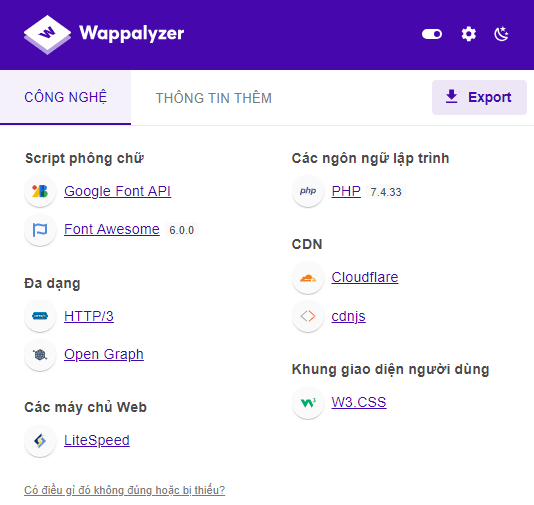 Wappalyzer
CÔNG NGHỆ
THÔNG TIN THÊM
Export
Script phông chữ
Google Font API
Font Awesome 6.0.0
Đa dạng
HTTP/3
Open Graph
Các máy chủ Web
LiteSpeed
Các ngôn ngữ lập trình
php PHP 7.4.33
CDN
Cloudflare
cdnjs
Khung giao diện người dùng
W3.CSS
Có điều gì đó không đúng hoặc bị thiếu?